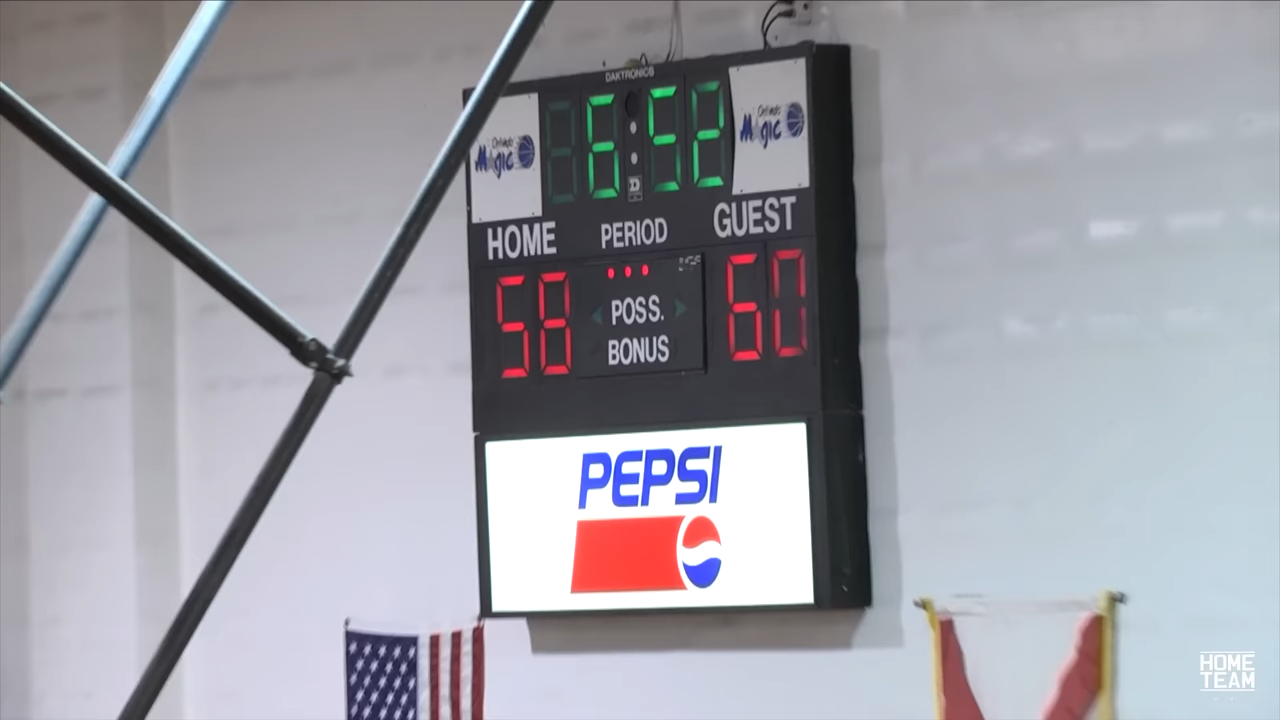 DAKTRONICS
6:52
Orlando
Magic
Orlando
Magic
HOME
PERIOD
GUEST
58
60
POSS.
BONUS
PEPSI
HOME
TEAM